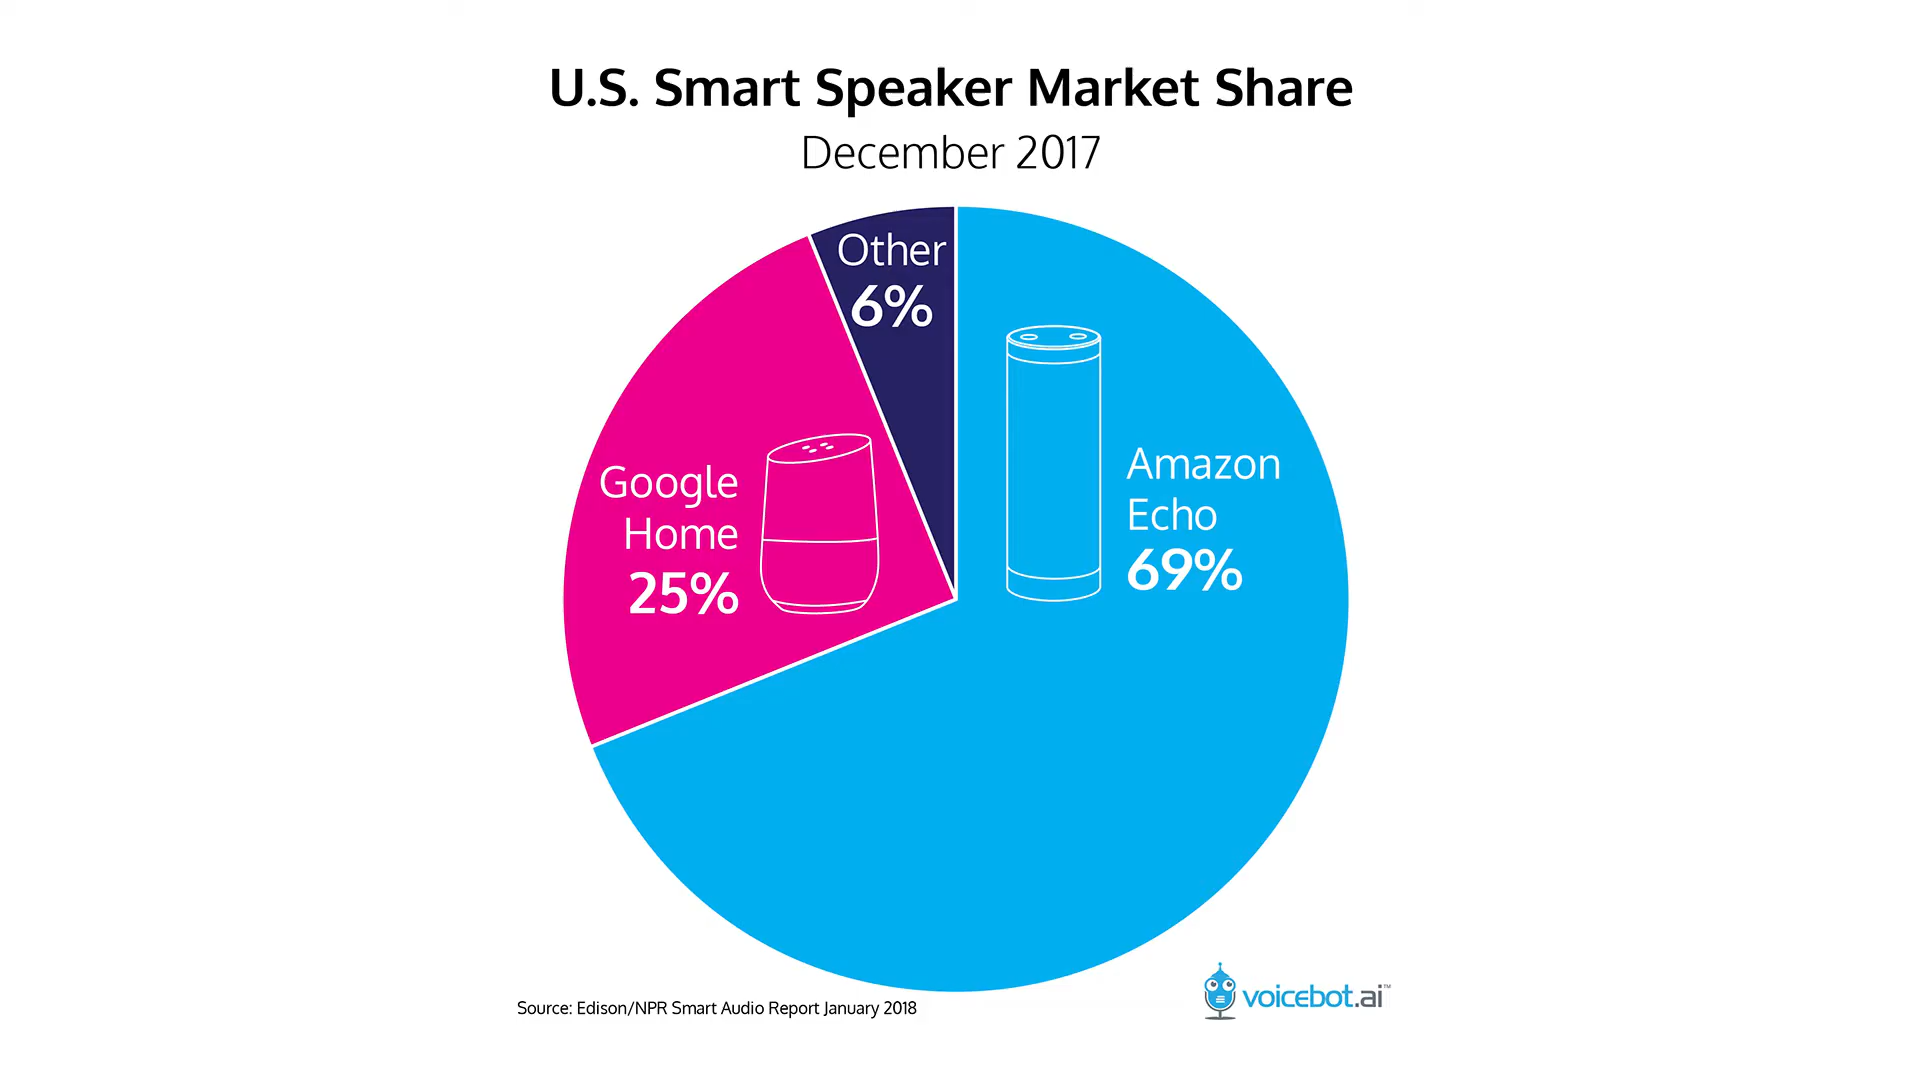 U.S. Smart Speaker Market Share
December 2017
Other
6%
Google
Home
25%
Amazon
Echo
69%
Source: Edison/NPR Smart Audio Report January 2018
voicebot.ai™